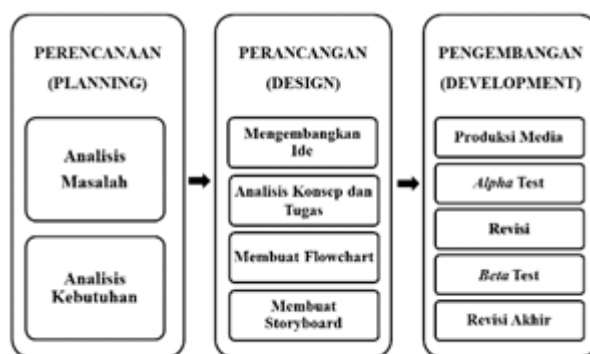 PERENCANAAN
(PLANNING)
Analisis
Masalah
Analisis
Kebutuhan
PERANCANGAN
(DESIGN)
Mengembangkan
Ide
Analisis Konsep dan
Tugas
Membuat Flowchart
Membuat
Storyboard
PENGEMBANGAN
(DEVELOPMENT)
Produksi Media
Alpha Test
Revisi
Beta Test
Revisi Akhir